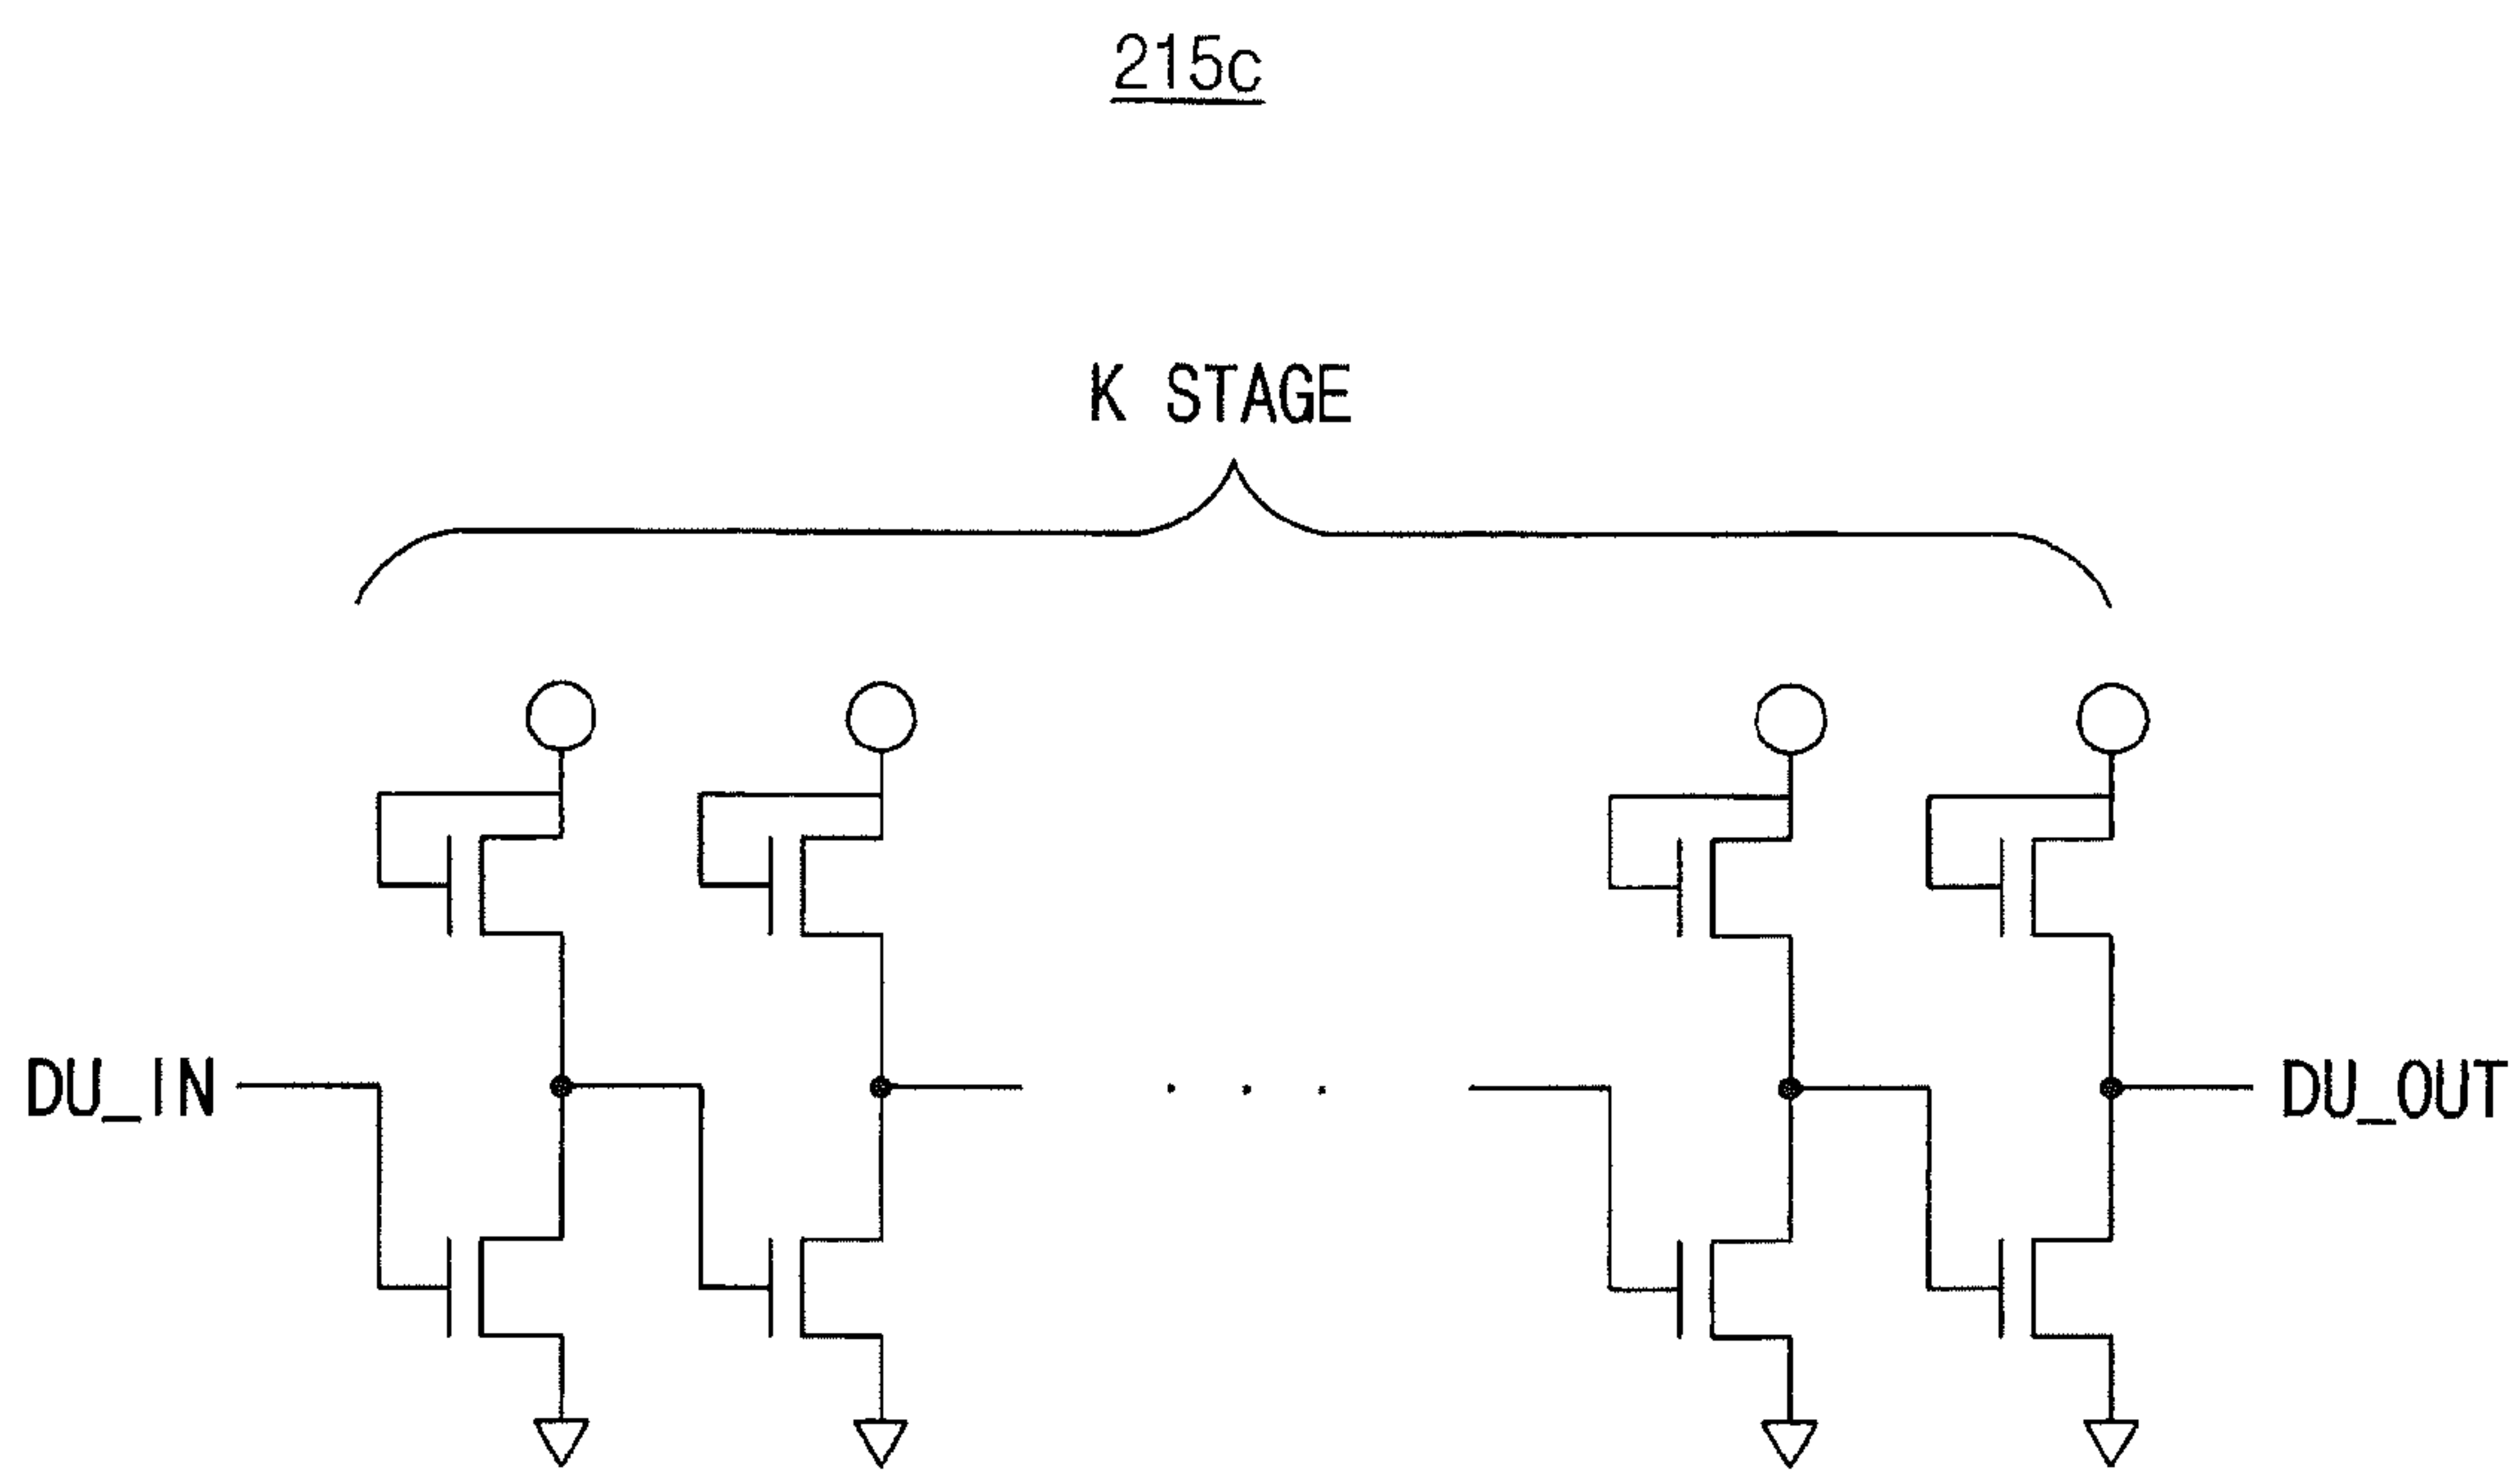 215c
K STAGE
DU_IN
. . .
DU_OUT